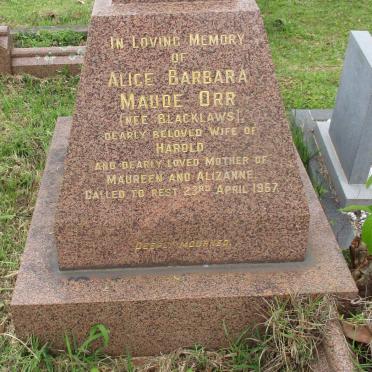 IN LOVING MEMORY
OF
ALICE BARBARA
MAUDE ORR
(NEE BLACKLAWS).
DEARLY BELOVED WIFE OF
HAROLD
AND DEARLY LOVED MOTHER OF
MAUREEN AND ALIZANNE.
CALLED TO REST 23RD APRIL 1967.
DEEPLY MOURNED.